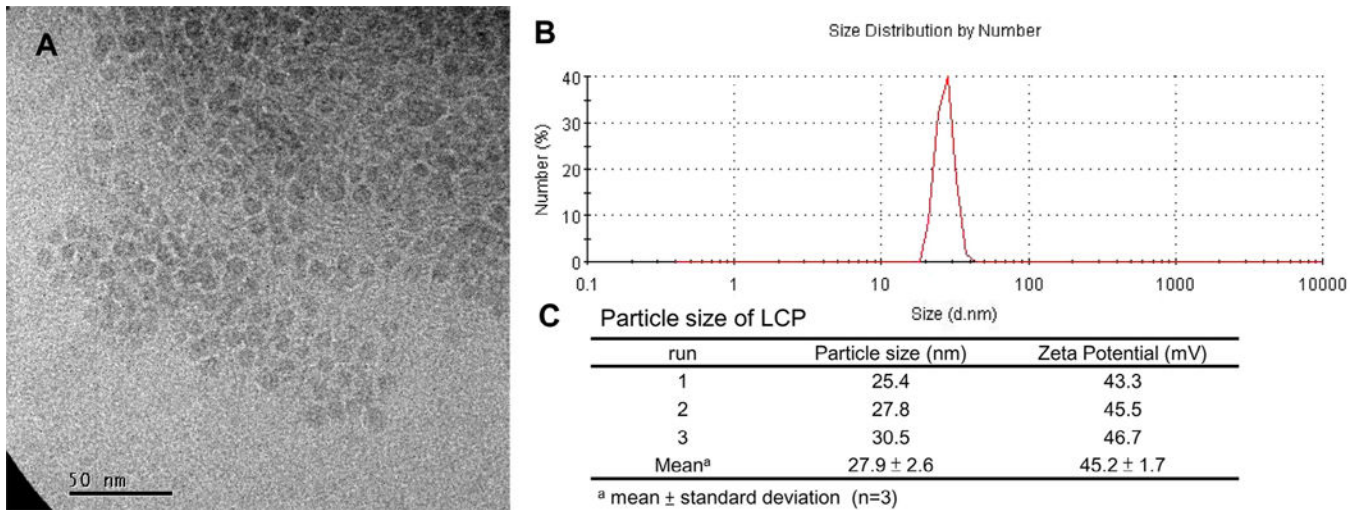 A
50 nm
B
Size Distribution by Number
40
30
20
10
0
Number (%)
0.1 1 10 100 1000 10000
Size (d.nm)
C Particle size of LCP
run Particle size (nm) Zeta Potential (mV)
1 25.4 43.3
2 27.8 45.5
3 30.5 46.7
Meanᵃ 27.9 ± 2.6 45.2 ± 1.7
ᵃ mean ± standard deviation (n=3)